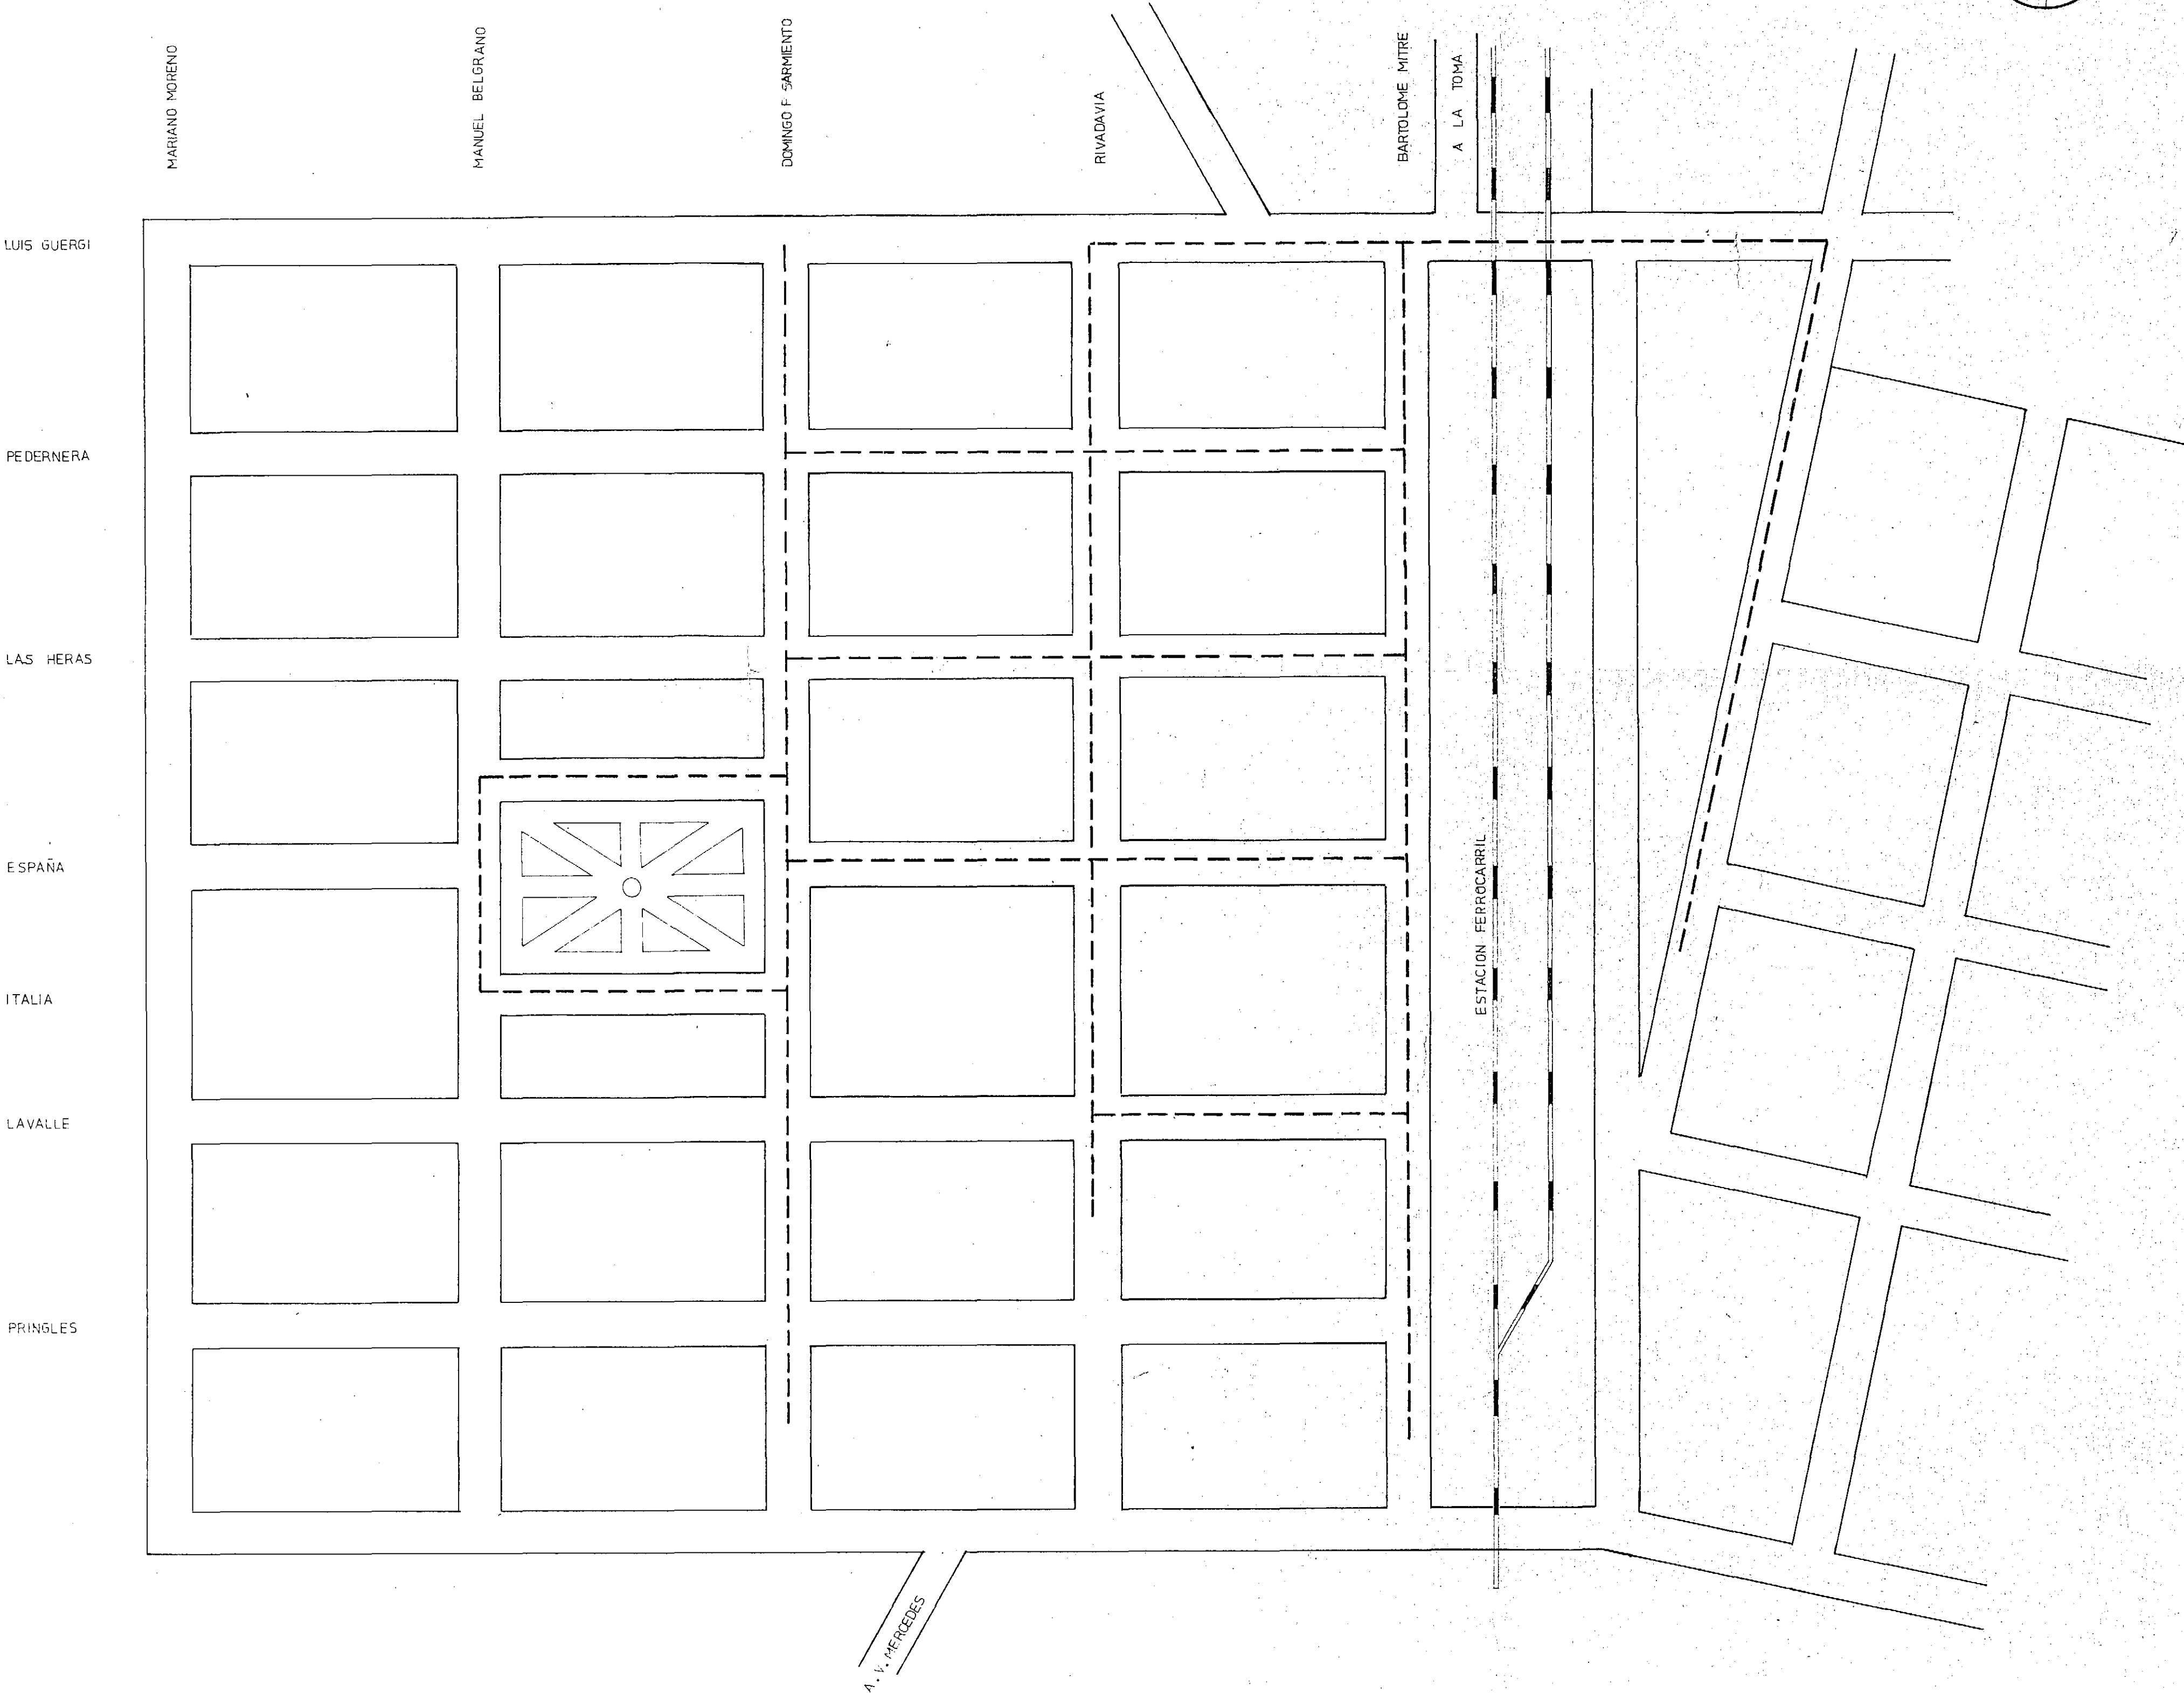 MARIANO MORENO
MANUEL BELGRANO
DOMINGO F SARMIENTO
RIVADAVIA
BARTOLOME MITRE
A LA TOMA
LUIS GUERGI
PEDERNERA
LAS HERAS
ESPAÑA
ITALIA
LAVALLE
PRINGLES
ESTACION FERROCARRIL
A. V. MERCEDES